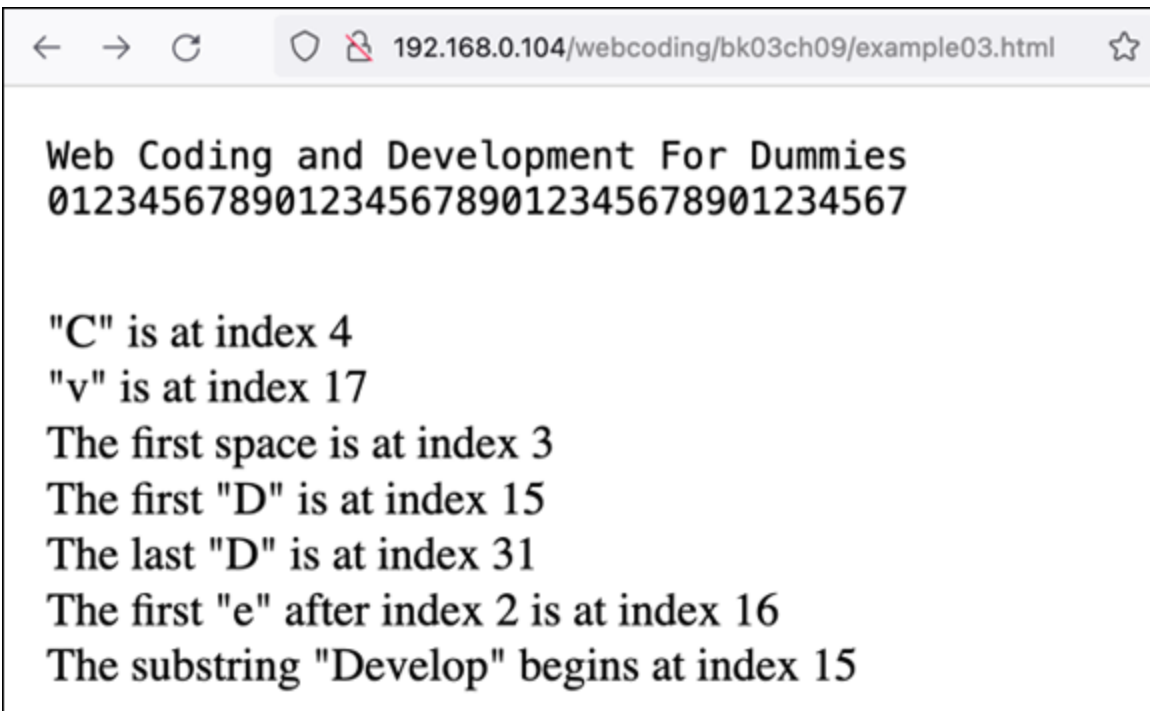 192.168.0.104/webcoding/bk03ch09/example03.html
Web Coding and Development For Dummies
01234567890123456789012345678901234567
"C" is at index 4
"v" is at index 17
The first space is at index 3
The first "D" is at index 15
The last "D" is at index 31
The first "e" after index 2 is at index 16
The substring "Develop" begins at index 15